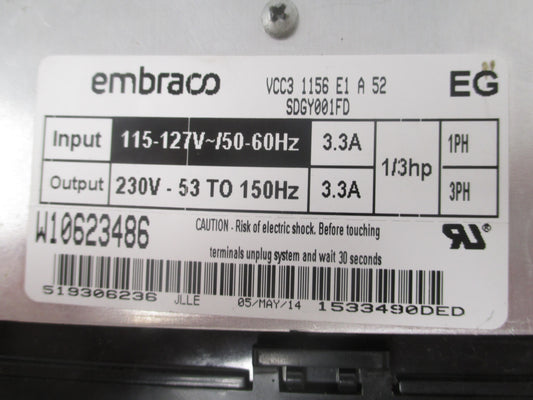 embraco VCC3 1156 E1 A 52 EG
SDGY001FD
Input 115-127V~/50-60Hz 3.3A 1/3hp 1PH
Output 230V - 53 TO 150Hz 3.3A 3PH
W10623486 CAUTION - Risk of electric shock. Before touching
terminals unplug system and wait 30 seconds
519306236 JLLE 05/MAY/14 1533490DED